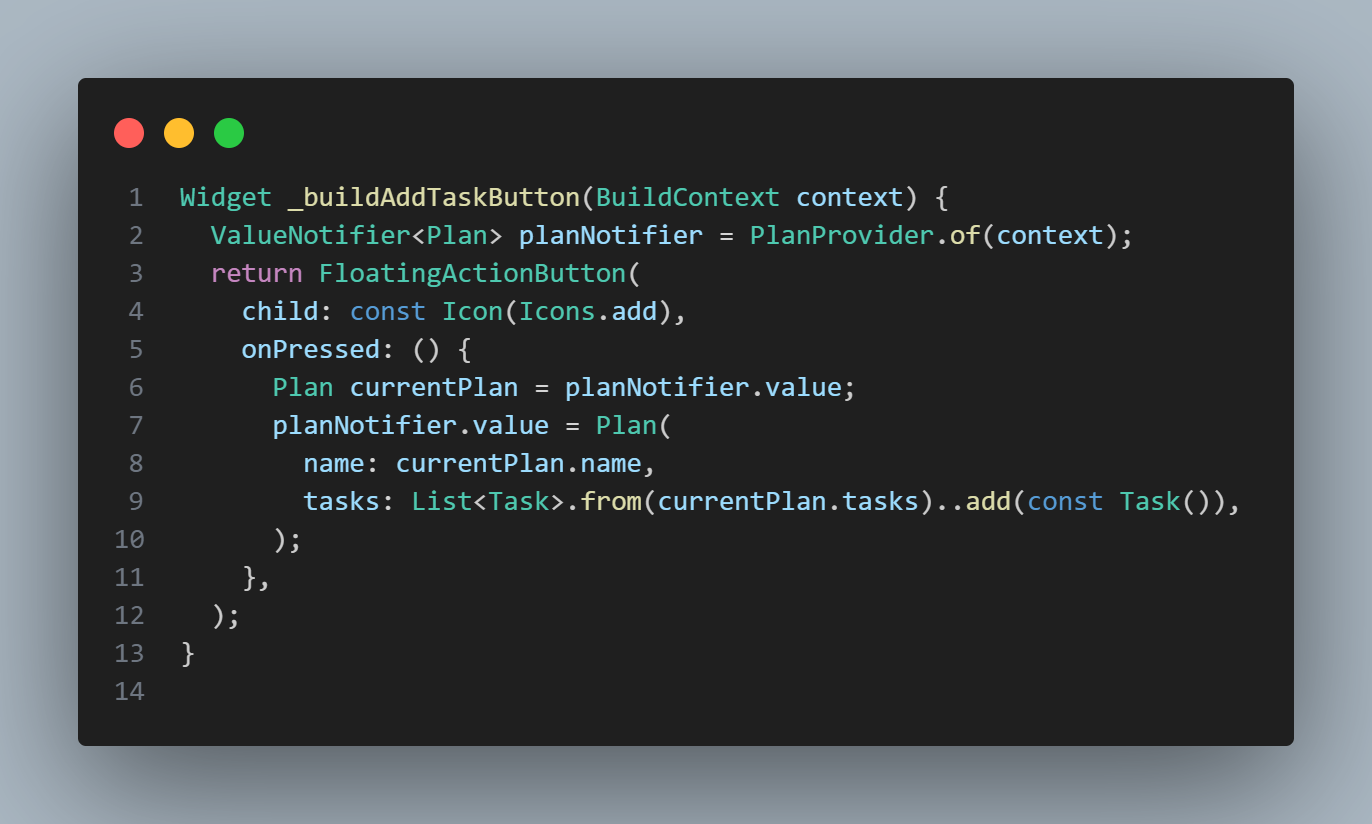 1 Widget _buildAddTaskButton(BuildContext context) {
2   ValueNotifier<Plan> planNotifier = PlanProvider.of(context);
3   return FloatingActionButton(
4     child: const Icon(Icons.add),
5     onPressed: () {
6       Plan currentPlan = planNotifier.value;
7       planNotifier.value = Plan(
8         name: currentPlan.name,
9         tasks: List<Task>.from(currentPlan.tasks)..add(const Task()),
10       );
11     },
12   );
13 }
14